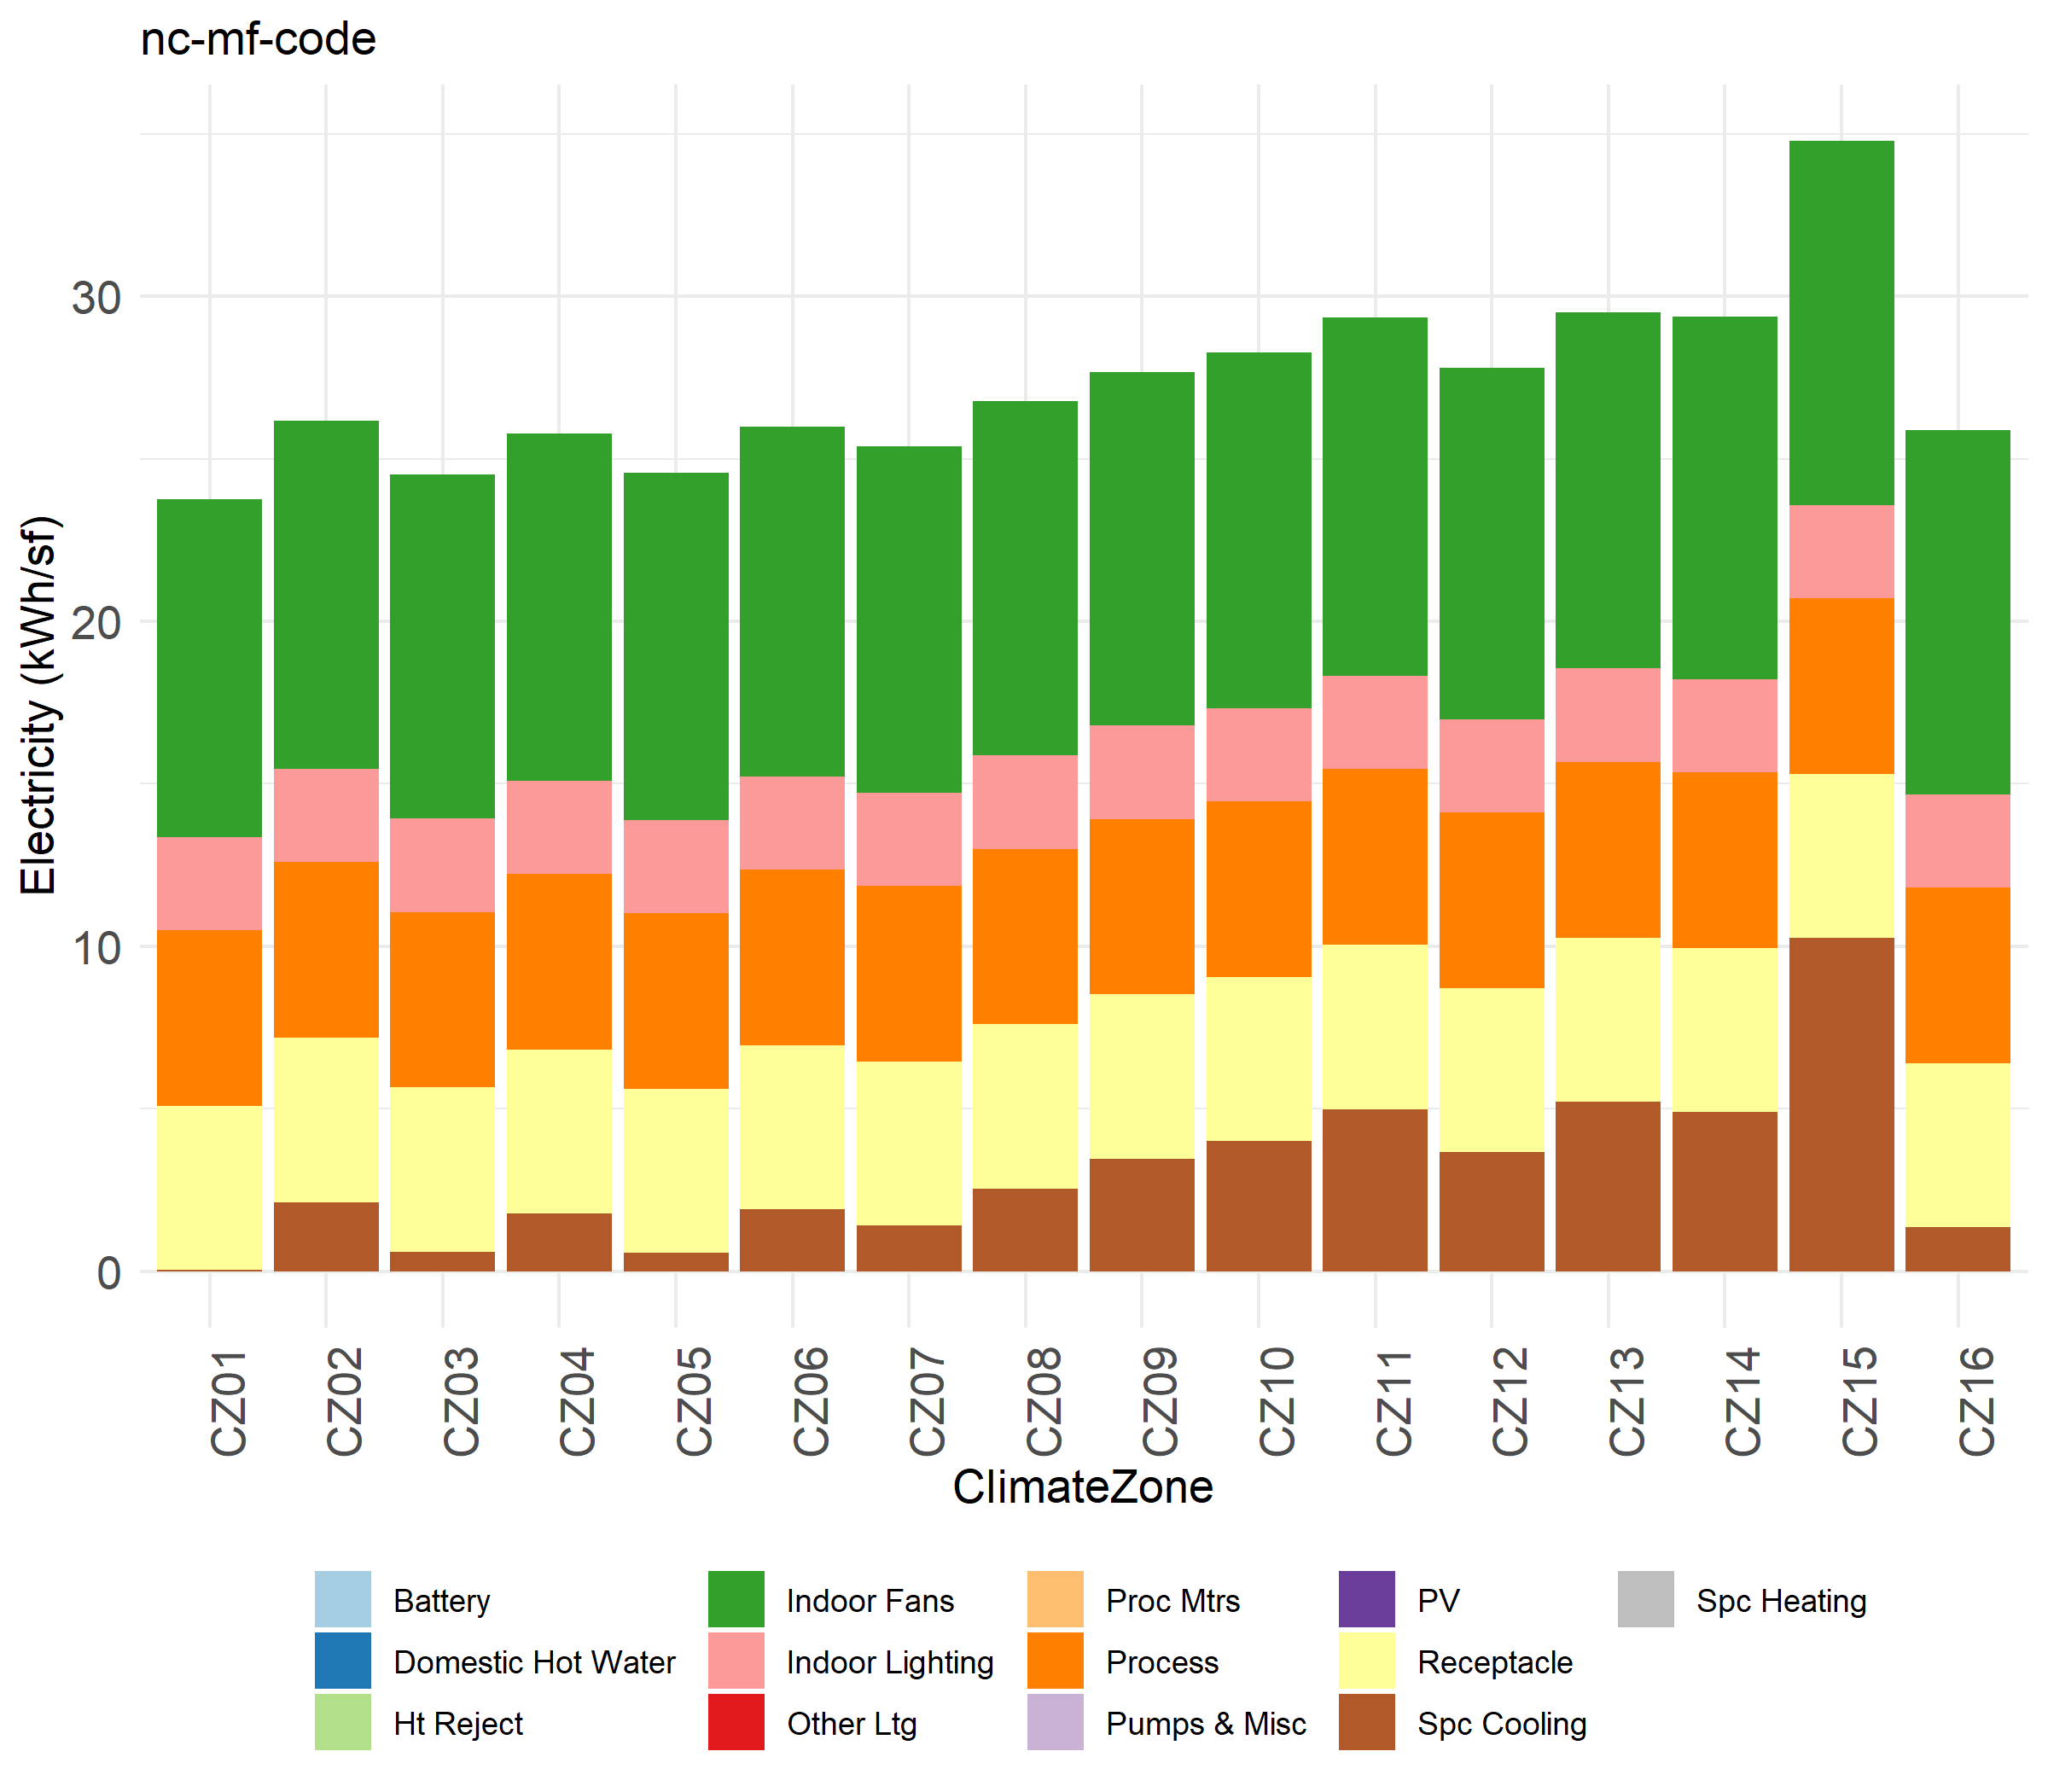 nc-mf-code
Electricity (kWh/sf)
30
20
10
0
CZ01
CZ02
CZ03
CZ04
CZ05
CZ06
CZ07
CZ08
CZ09
CZ10
CZ11
CZ12
CZ13
CZ14
CZ15
CZ16
ClimateZone
Battery
Domestic Hot Water
Ht Reject
Indoor Fans
Indoor Lighting
Other Ltg
Proc Mtrs
Process
Pumps & Misc
PV
Receptacle
Spc Cooling
Spc Heating